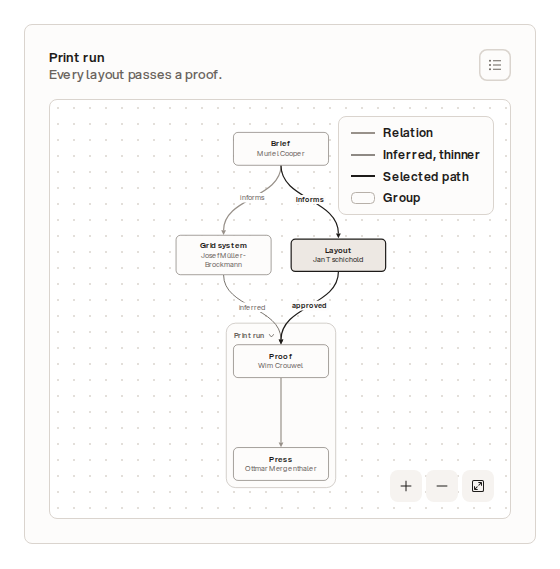 Print run
Every layout passes a proof.
Relation
Inferred, thinner
Selected path
Group
Brief
Muriel Cooper
informs
informs
Grid system
Josef Müller-
Brockmann
Layout
Jan Tschichold
inferred
approved
Print run
Proof
Wim Crouwel
Press
Ottmar Mergenthaler